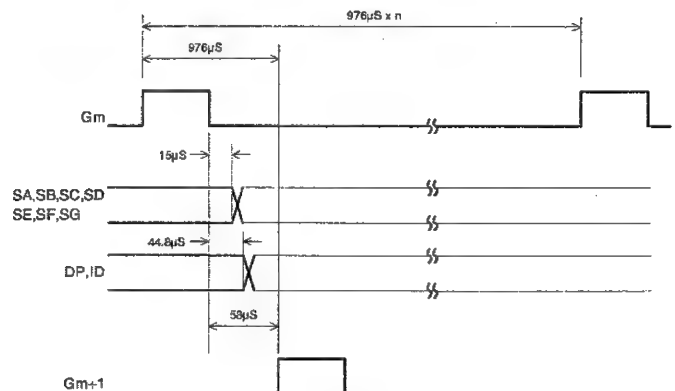 976µS x n
976µS
Gm
15µS
SA,SB,SC,SD
SE,SF,SG
44.8µS
DP,ID
58µS
Gm+1